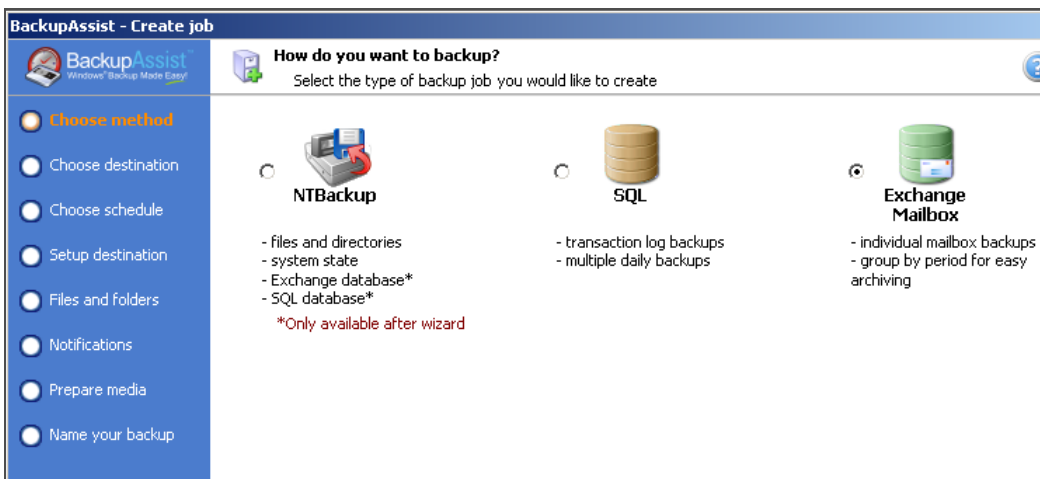 BackupAssist - Create job
BackupAssist™
Windows® Backup Made Easy!
How do you want to backup?
Select the type of backup job you would like to create
?
Choose method
Choose destination
Choose schedule
Setup destination
Files and folders
Notifications
Prepare media
Name your backup
NTBackup
- files and directories
- system state
- Exchange database*
- SQL database*
*Only available after wizard
SQL
- transaction log backups
- multiple daily backups
Exchange
Mailbox
- individual mailbox backups
- group by period for easy
archiving